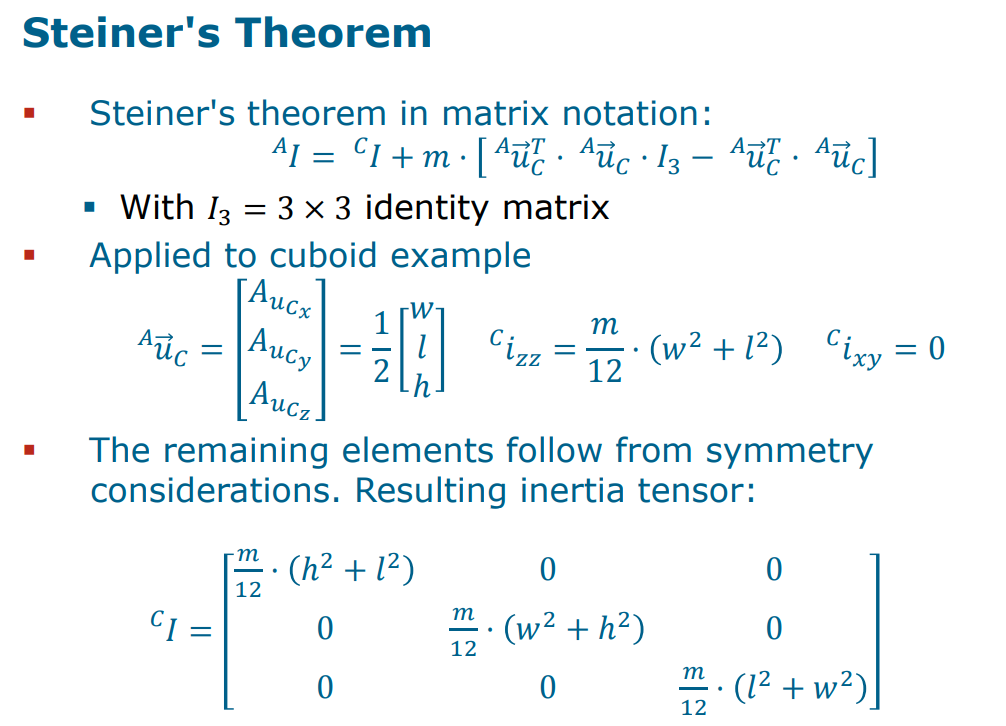 Steiner's Theorem
▪ Steiner's theorem in matrix notation:
$^{A}I = {}^{C}I + m \cdot [\,{}^{A}\vec{u}_C^T \cdot {}^{A}\vec{u}_C \cdot I_3 - {}^{A}\vec{u}_C^T \cdot {}^{A}\vec{u}_C]$
▪ With $I_3 = 3 \times 3$ identity matrix
▪ Applied to cuboid example
$^{A}\vec{u}_C = \begin{bmatrix} A_{u_{C_x}} \\ A_{u_{C_y}} \\ A_{u_{C_z}} \end{bmatrix} = \frac{1}{2} \begin{bmatrix} w \\ l \\ h \end{bmatrix} \quad {}^{C}i_{zz} = \frac{m}{12} \cdot (w^2 + l^2) \quad {}^{C}i_{xy} = 0$
▪ The remaining elements follow from symmetry
considerations. Resulting inertia tensor:
$^{C}I = \begin{bmatrix} \frac{m}{12} \cdot (h^2 + l^2) & 0 & 0 \\ 0 & \frac{m}{12} \cdot (w^2 + h^2) & 0 \\ 0 & 0 & \frac{m}{12} \cdot (l^2 + w^2) \end{bmatrix}$